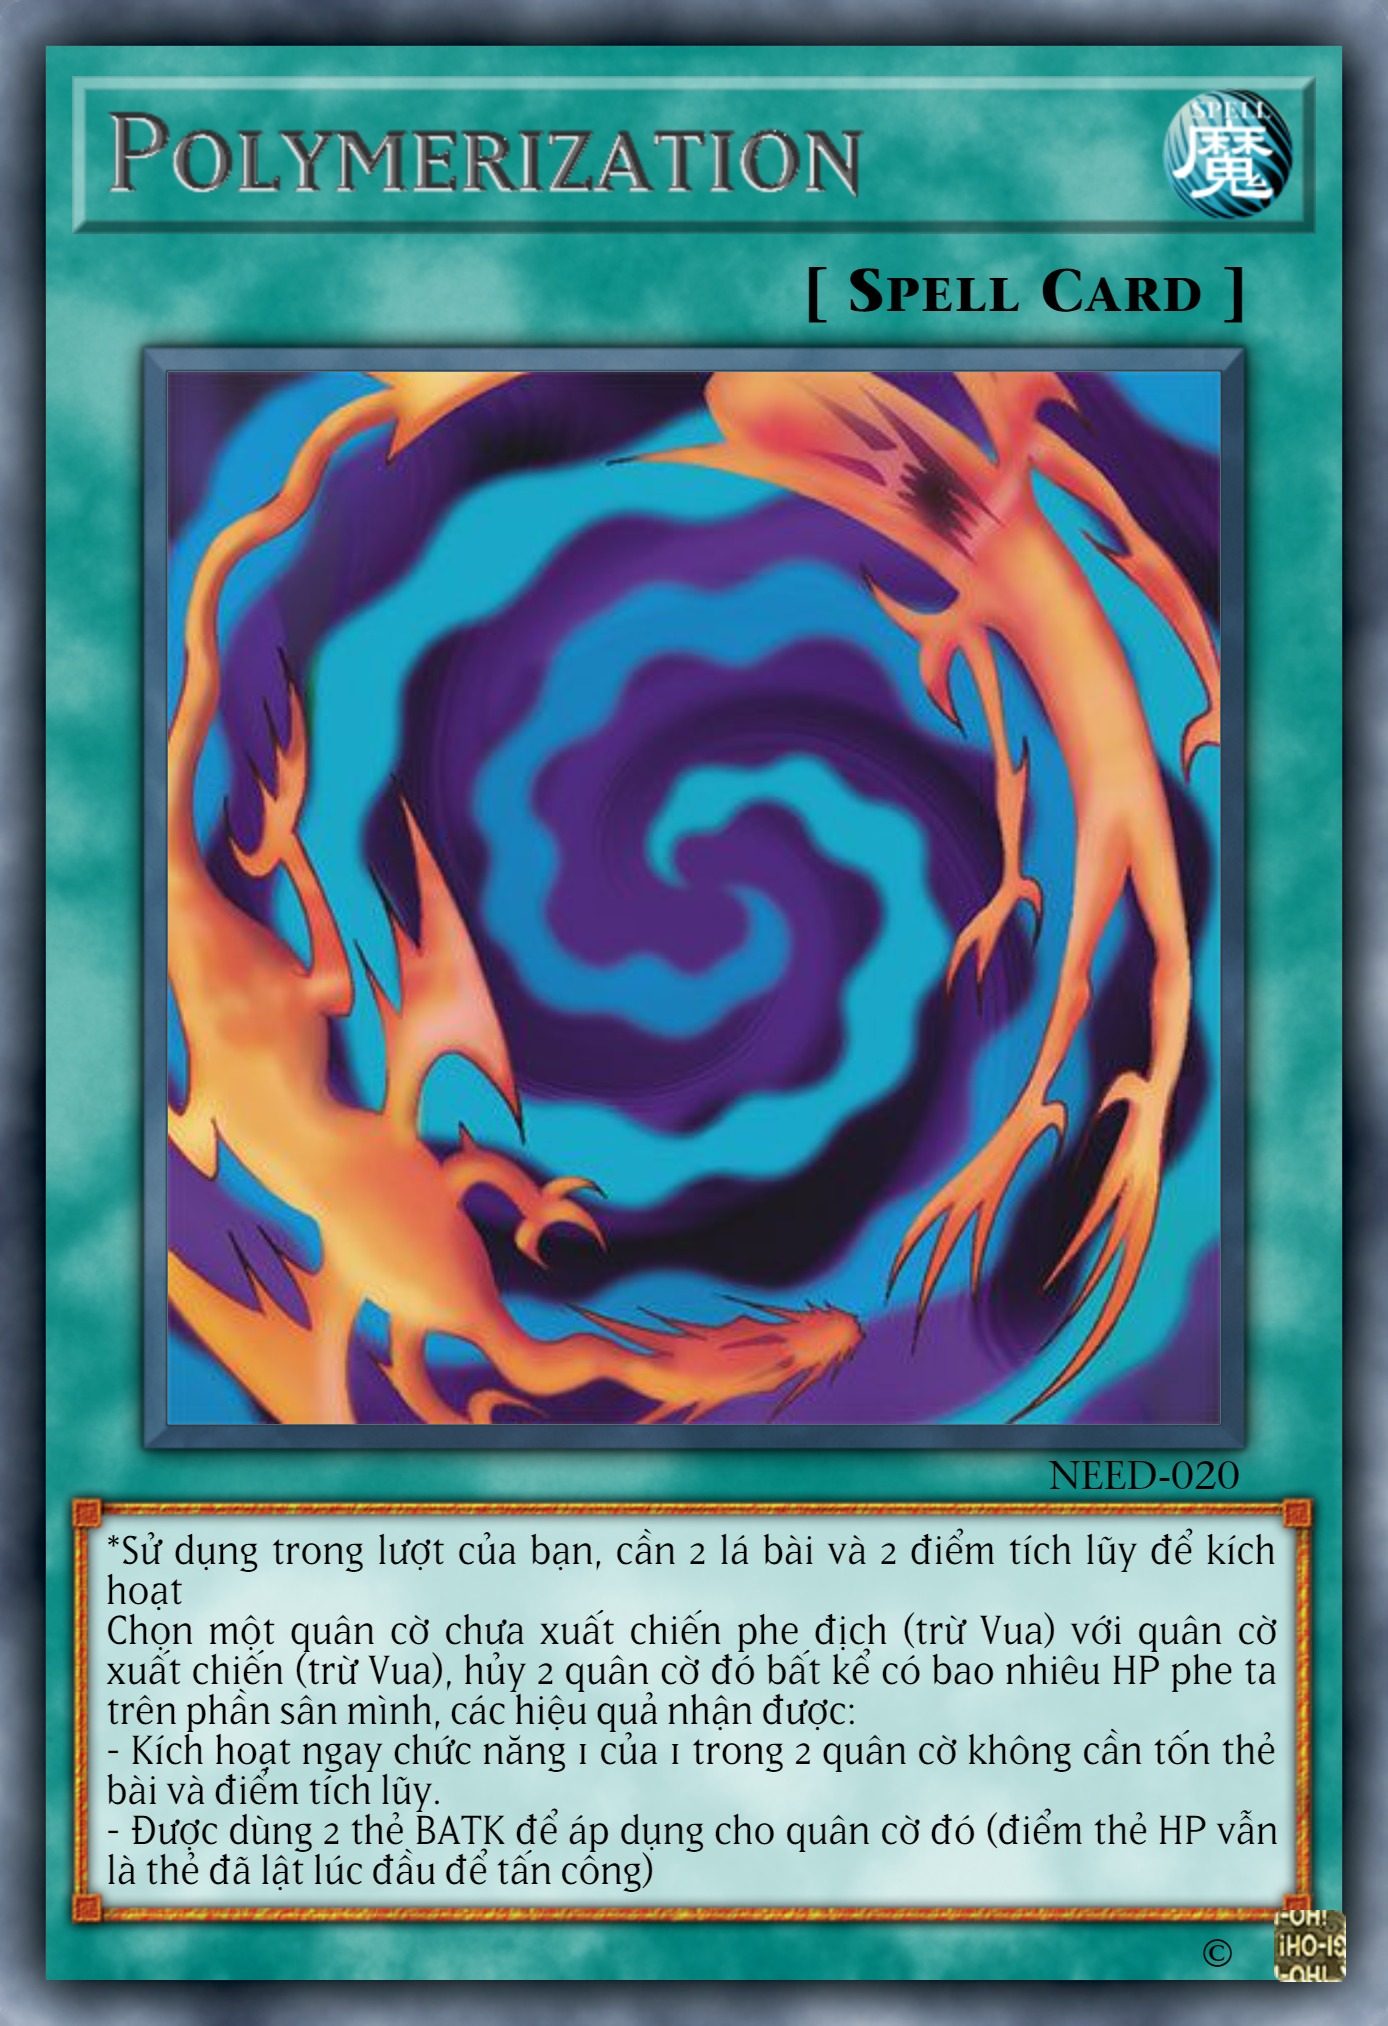 POLYMERIZATION
SPELL
魔
[ SPELL CARD ]
NEED-020
*Sử dụng trong lượt của bạn, cần 2 lá bài và 2 điểm tích lũy để kích
hoạt
Chọn một quân cờ chưa xuất chiến phe địch (trừ Vua) với quân cờ
xuất chiến (trừ Vua), hủy 2 quân cờ đó bất kể có bao nhiêu HP phe ta
trên phần sân mình, các hiệu quả nhận được:
- Kích hoạt ngay chức năng 1 của 1 trong 2 quân cờ không cần tốn thẻ
bài và điểm tích lũy.
- Được dùng 2 thẻ BATK để áp dụng cho quân cờ đó (điểm thẻ HP vẫn
là thẻ đã lật lúc đầu để tấn công)
©
-OH!